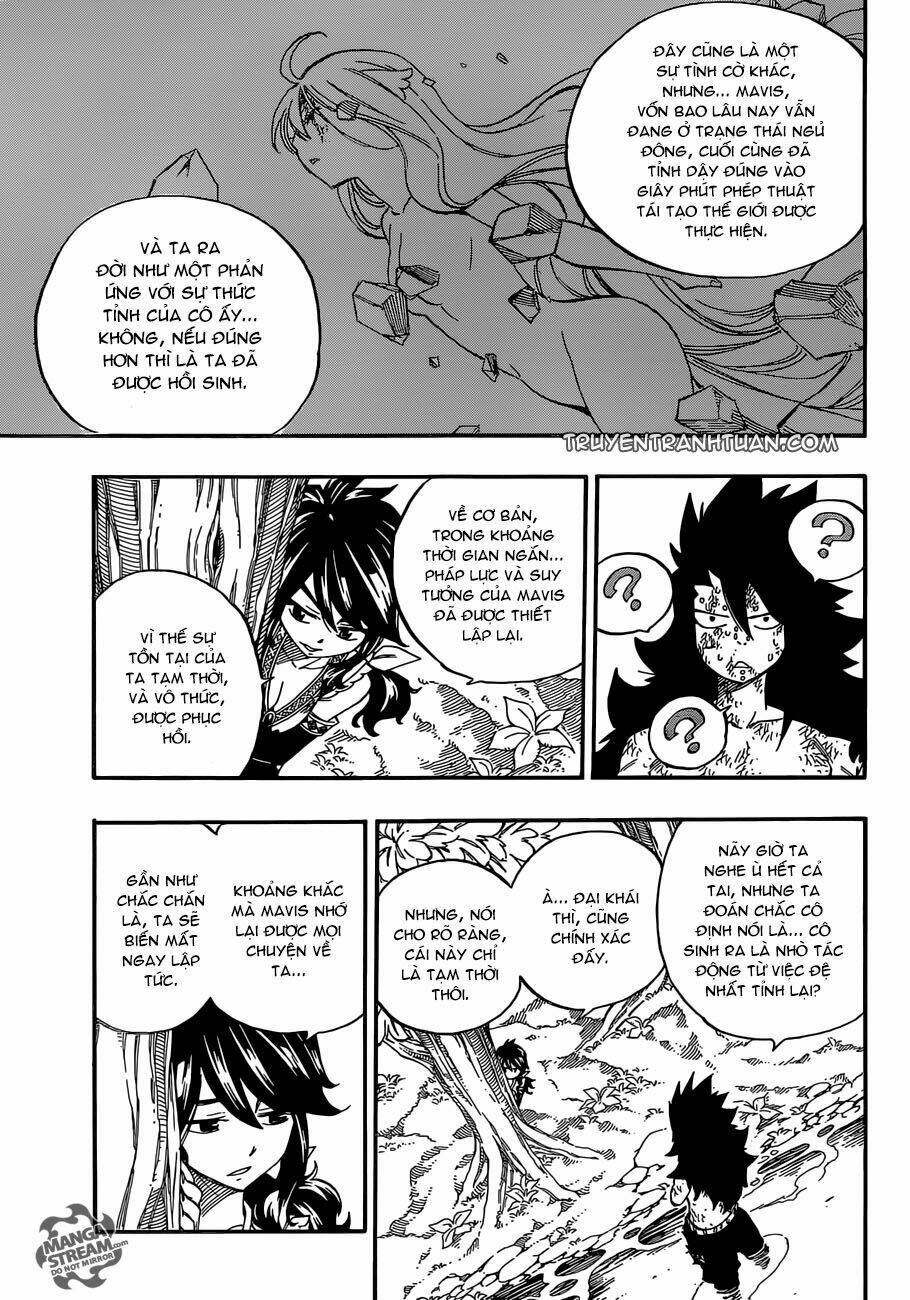 ĐÂY CŨNG LÀ MỘT
SỰ TÌNH CỜ KHÁC,
NHƯNG... MAVIS,
VỐN BAO LÂU NAY VẪN
ĐANG Ở TRẠNG THÁI NGỦ
ĐÔNG, CUỐI CÙNG ĐÃ
TỈNH DẬY ĐÚNG VÀO
GIÂY PHÚT PHÉP THUẬT
TÁI TẠO THẾ GIỚI ĐƯỢC
THỰC HIỆN.
VÀ TA RA
ĐỜI NHƯ MỘT PHẢN
ỨNG VỚI SỰ THỨC
TỈNH CỦA CÔ ẤY...
KHÔNG, NẾU ĐÚNG
HƠN THÌ LÀ TA ĐÃ
ĐƯỢC HỒI SINH.
TRUYENTRANHTUAN.COM
?
?
?
VỀ CƠ BẢN,
TRONG KHOẢNG
THỜI GIAN NGẮN...
PHÁP LỰC VÀ SUY
TƯỞNG CỦA MAVIS
ĐÃ ĐƯỢC THIẾT
LẬP LẠI.
VÌ THẾ SỰ
TỒN TẠI CỦA
TA TẠM THỜI,
VÀ VÔ THỨC,
ĐƯỢC PHỤC
HỒI.
NÃY GIỜ TA
NGHE Ù HẾT CẢ
TAI, NHƯNG TA
ĐOÁN CHẮC CÔ
ĐỊNH NÓI LÀ... CÔ
SINH RA LÀ NHỜ TÁC
ĐỘNG TỪ VIỆC ĐỆ
NHẤT TỈNH LẠI?
À... ĐẠI KHÁI
THÌ, CŨNG
CHÍNH XÁC
ĐẤY.
NHƯNG, NÓI
CHO RÕ RÀNG,
CÁI NÀY CHỈ
LÀ TẠM THỜI
THÔI.
KHOẢNG KHẮC
MÀ MAVIS NHỚ
LẠI ĐƯỢC MỌI
CHUYỆN VỀ
TA...
GẦN NHƯ
CHẮC CHẮN
LÀ, TA SẼ
BIẾN MẤT
NGAY LẬP
TỨC.
MANGA
STREAM.COM
DO NOT MIRROR